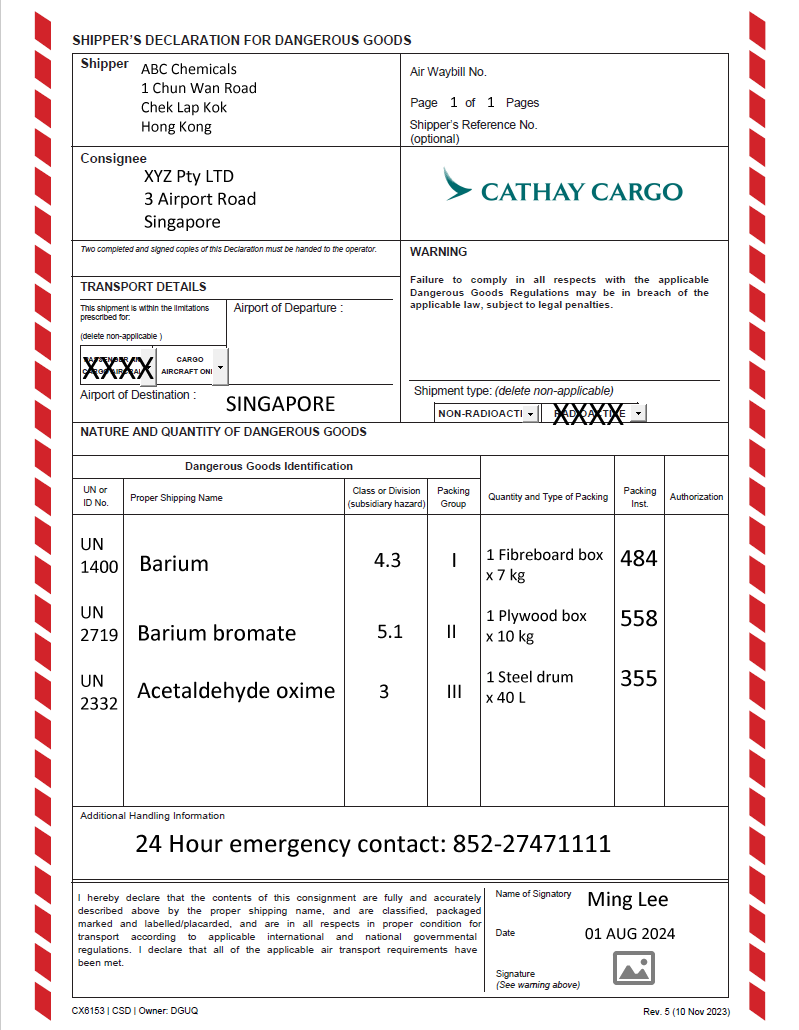 SHIPPER'S DECLARATION FOR DANGEROUS GOODS
Shipper
ABC Chemicals
1 Chun Wan Road
Chek Lap Kok
Hong Kong
Air Waybill No.
Page 1 of 1 Pages
Shipper's Reference No.
(optional)
Consignee
XYZ Pty LTD
3 Airport Road
Singapore
CATHAY CARGO
Two completed and signed copies of this Declaration must be handed to the operator.
WARNING
Failure to comply in all respects with the applicable
Dangerous Goods Regulations may be in breach of the
applicable law, subject to legal penalties.
TRANSPORT DETAILS
This shipment is within the limitations
prescribed for:
(delete non-applicable )
Airport of Departure :
XXXX
CARGO
AIRCRAFT ONL
Airport of Destination :
SINGAPORE
Shipment type: (delete non-applicable)
NON-RADIOACTI
XXXX
NATURE AND QUANTITY OF DANGEROUS GOODS
Dangerous Goods Identification
UN or
ID No.
Proper Shipping Name
Class or Division
(subsidiary hazard)
Packing
Group
Quantity and Type of Packing
Packing
Inst.
Authorization
UN
1400
Barium
4.3
I
1 Fibreboard box
x 7 kg
484
UN
2719
Barium bromate
5.1
II
1 Plywood box
x 10 kg
558
UN
2332
Acetaldehyde oxime
3
III
1 Steel drum
x 40 L
355
Additional Handling Information
24 Hour emergency contact: 852-27471111
I hereby declare that the contents of this consignment are fully and accurately
described above by the proper shipping name, and are classified, packaged
marked and labelled/placarded, and are in all respects in proper condition for
transport according to applicable international and national governmental
regulations. I declare that all of the applicable air transport requirements have
been met.
Name of Signatory
Ming Lee
Date
01 AUG 2024
Signature
(See warning above)
CX6153 | CSD | Owner: DGUQ
Rev. 5 (10 Nov 2023)